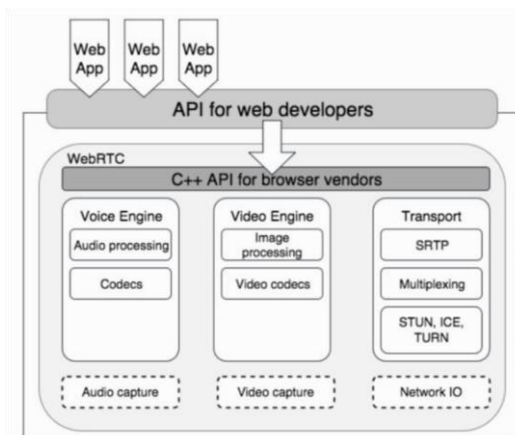 Web
App
Web
App
Web
App
API for web developers
WebRTC
C++ API for browser vendors
Voice Engine
Audio processing
Codecs
Video Engine
Image
processing
Video codecs
Transport
SRTP
Multiplexing
STUN, ICE,
TURN
Audio capture
Video capture
Network IO